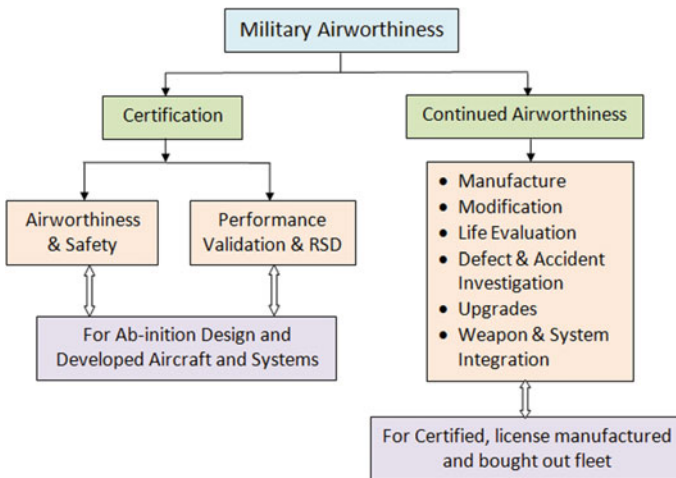 Military Airworthiness
Certification
Continued Airworthiness
Airworthiness
& Safety
Performance
Validation & RSD
For Ab-inition Design and
Developed Aircraft and Systems
• Manufacture
• Modification
• Life Evaluation
• Defect & Accident
Investigation
• Upgrades
• Weapon & System
Integration
For Certified, license manufactured
and bought out fleet